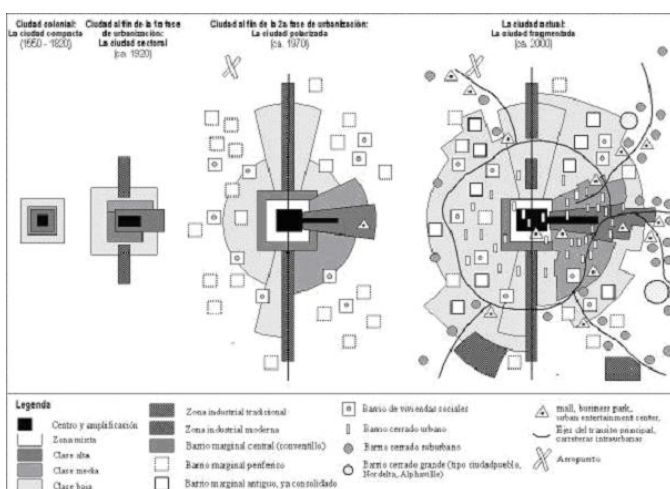 Ciudad colonial:
La ciudad compacta
(1550 - 1820)
Ciudad al fin de la 1ra fase
de urbanización:
La ciudad sectoral
(ca. 1920)
Ciudad al fin de la 2a fase de urbanización:
La ciudad polarizada
(ca. 1970)
La ciudad actual:
La ciudad fragmentada
(ca. 2000)
Legenda
Centro y amplificación
Zona mixta
Clase alta
Clase media
Clase baja
Zona industrial tradicional
Zona industrial moderna
Barrio marginal central (conventillo)
Barrio marginal periférico
Barrio marginal antiguo, ya consolidado
Barrio de viviendas sociales
Barrio cerrado urbano
Barrio cerrado suburbano
Barrio cerrado grande (tipo ciudadpueblo,
Nordelta, Alphaville)
mall, business park,
urban entertainment center,
Ejes del transito principal,
carreteras intraurbanas
Aeropuerto